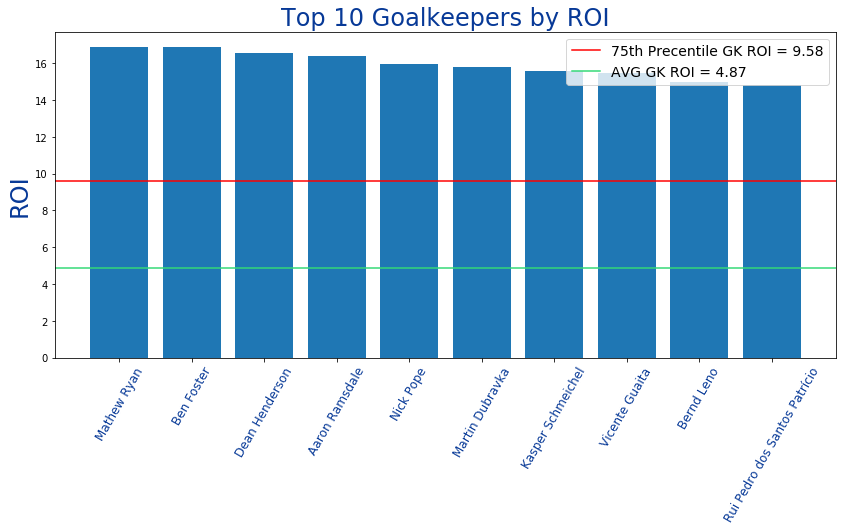 Top 10 Goalkeepers by ROI
75th Precentile GK ROI = 9.58
AVG GK ROI = 4.87
ROI
16
14
12
10
8
6
4
2
0
Mathew Ryan
Ben Foster
Dean Henderson
Aaron Ramsdale
Nick Pope
Martin Dubravka
Kasper Schmeichel
Vicente Guaita
Bernd Leno
Rui Pedro dos Santos Patrício